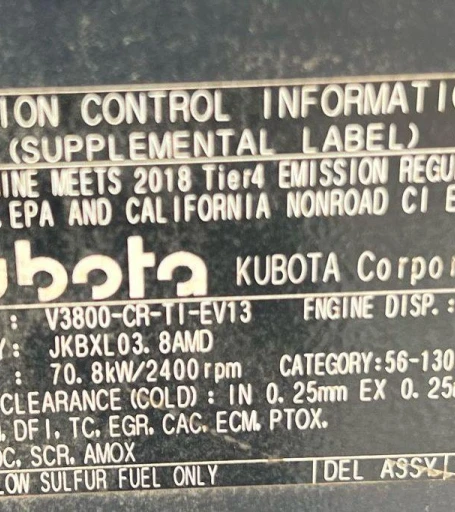 ION CONTROL INFORMATI
(SUPPLEMENTAL LABEL)
INE MEETS 2018 Tier4 EMISSION REGU
EPA AND CALIFORNIA NONROAD CI E
ubota KUBOTA Corpor
: V3800-CR-TI-EV13 ENGINE DISP. :
Y: JKBXL03. 8AMD
: 70. 8kW/2400rpm CATEGORY:56-130
CLEARANCE (COLD) : IN 0. 25mm EX 0. 25
, DFI, TC, EGR, CAC, ECM, PTOX,
OC, SCR, AMOX
LOW SULFUR FUEL ONLY DEL ASSY